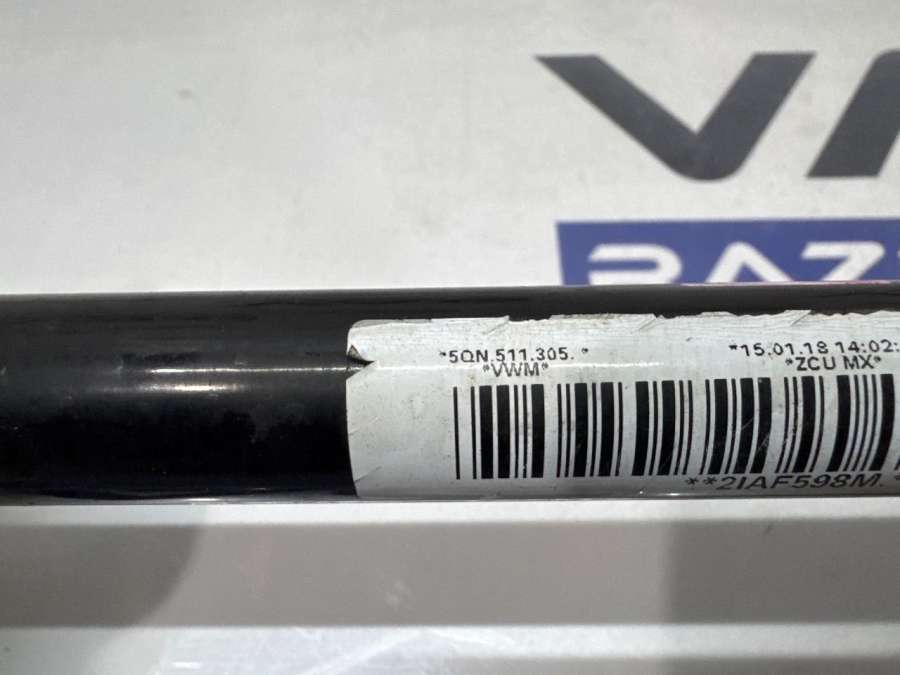 *5QN.511.305. *
*VWM*
*15.01.18 14:02:
*ZCU MX*
**2IAF598M. *